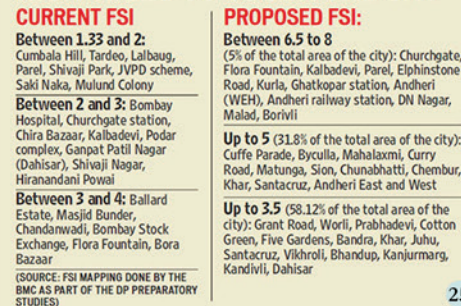 CURRENT FSI
Between 1.33 and 2:
Cumbala Hill, Tardeo, Lalbaug,
Parel, Shivaji Park, JVPD scheme,
Saki Naka, Mulund Colony
Between 2 and 3: Bombay
Hospital, Churchgate station,
Chira Bazaar, Kalbadevi, Podar
complex, Ganpat Patil Nagar
(Dahisar), Shivaji Nagar,
Hiranandani Powai
Between 3 and 4: Ballard
Estate, Masjid Bunder,
Chandanwadi, Bombay Stock
Exchange, Flora Fountain, Bora
Bazaar
(SOURCE: FSI MAPPING DONE BY THE
BMC AS PART OF THE DP PREPARATORY
STUDIES)
PROPOSED FSI:
Between 6.5 to 8
(5% of the total area of the city): Churchgate,
Flora Fountain, Kalbadevi, Parel, Elphinstone
Road, Kurla, Ghatkopar station, Andheri
(WEH), Andheri railway station, DN Nagar,
Malad, Borivli
Up to 5 (31.8% of the total area of the city):
Cuffe Parade, Byculla, Mahalaxmi, Curry
Road, Matunga, Sion, Chunabhatti, Chembur,
Khar, Santacruz, Andheri East and West
Up to 3.5 (58.12% of the total area of the
city): Grant Road, Worli, Prabhadevi, Cotton
Green, Five Gardens, Bandra, Khar, Juhu,
Santacruz, Vikhroli, Bhandup, Kanjurmarg,
Kandivli, Dahisar